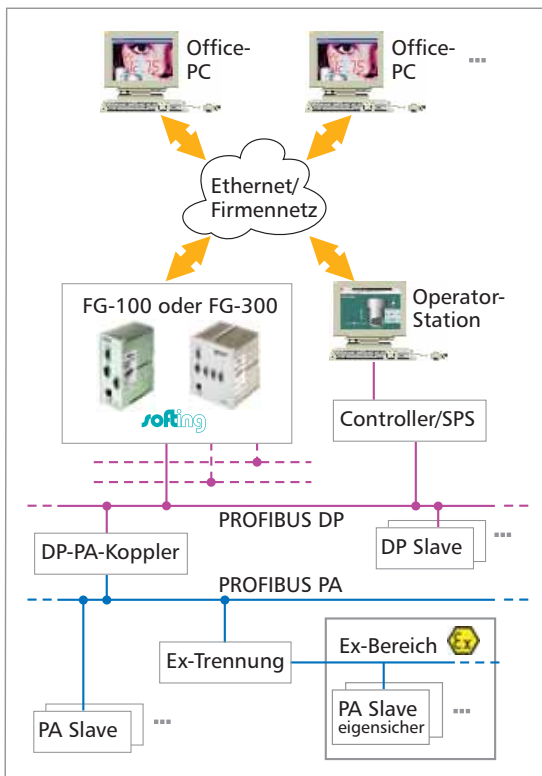 Office-
PC
Office-
PC
...
Ethernet/
Firmennetz
FG-100 oder FG-300
softing
Operator-
Station
Controller/SPS
PROFIBUS DP
DP-PA-Koppler
DP Slave
...
PROFIBUS PA
Ex-Trennung
Ex-Bereich
Ex
PA Slave
...
PA Slave
eigensicher
...